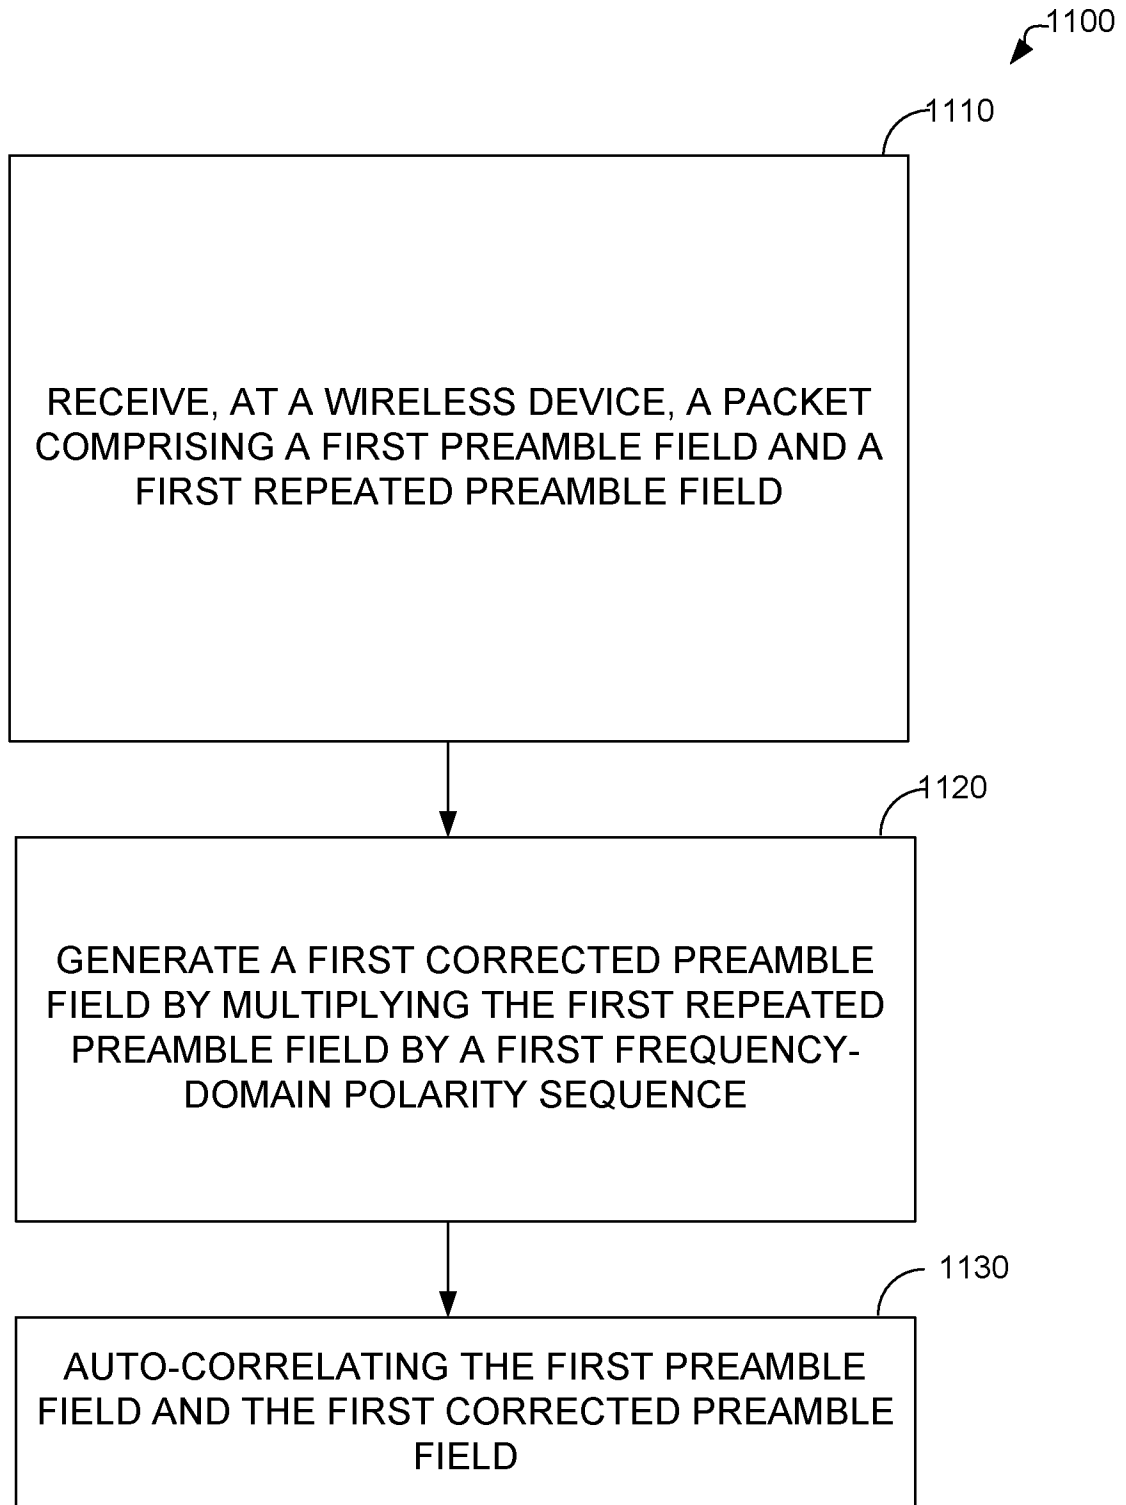 1100
1110
RECEIVE, AT A WIRELESS DEVICE, A PACKET
COMPRISING A FIRST PREAMBLE FIELD AND A
FIRST REPEATED PREAMBLE FIELD
1120
GENERATE A FIRST CORRECTED PREAMBLE
FIELD BY MULTIPLYING THE FIRST REPEATED
PREAMBLE FIELD BY A FIRST FREQUENCY-
DOMAIN POLARITY SEQUENCE
1130
AUTO-CORRELATING THE FIRST PREAMBLE
FIELD AND THE FIRST CORRECTED PREAMBLE
FIELD